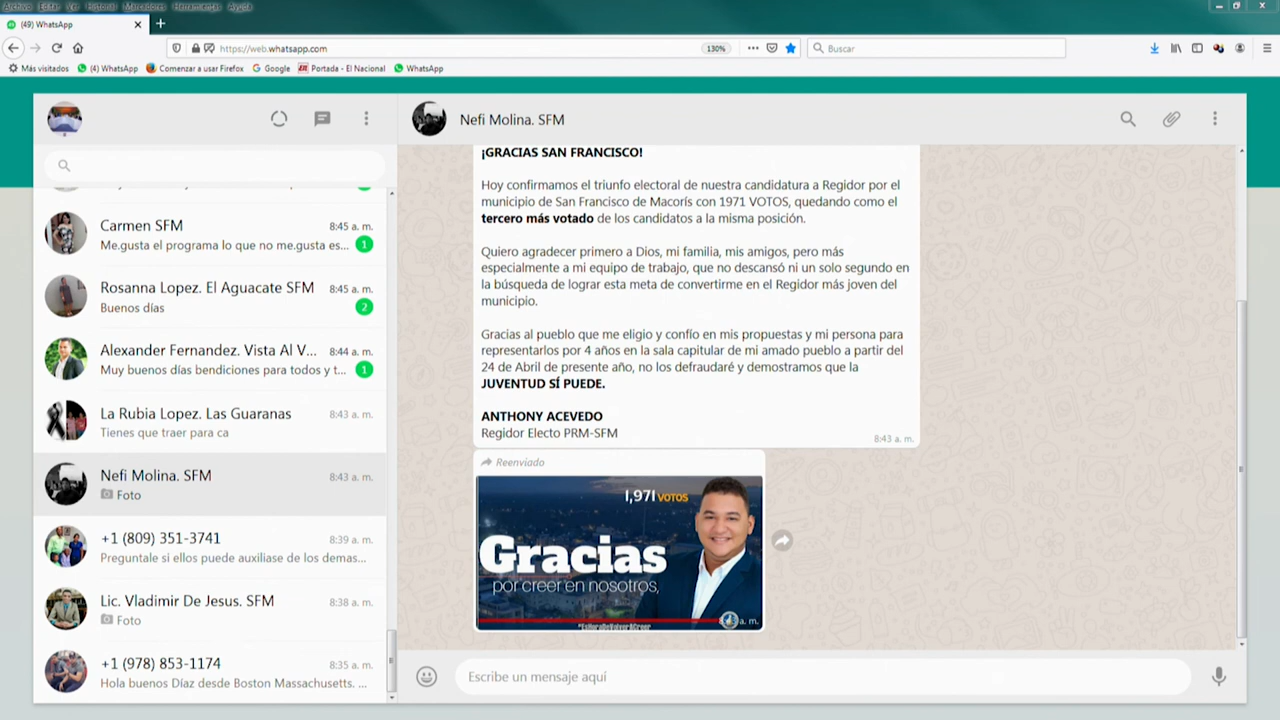 Archivo Editar Ver Historial Marcadores Herramientas Ayuda
(49) WhatsApp
https://web.whatsapp.com
130%
Buscar
Más visitados
(4) WhatsApp
Comenzar a usar Firefox
Google
Portada - El Nacional
WhatsApp
Nefi Molina. SFM
Carmen SFM
8:45 a. m.
Me.gusta el programa lo que no me.gusta es...
1
Rosanna Lopez. El Aguacate SFM
8:45 a. m.
Buenos días
2
Alexander Fernandez. Vista Al V...
8:44 a. m.
Muy buenos días bendiciones para todos y t...
1
La Rubia Lopez. Las Guaranas
8:43 a. m.
Tienes que traer para ca
Nefi Molina. SFM
8:43 a. m.
Foto
+1 (809) 351-3741
8:39 a. m.
Preguntale si ellos puede auxiliase de los demas...
Lic. Vladimir De Jesus. SFM
8:38 a. m.
Foto
+1 (978) 853-1174
8:35 a. m.
Hola buenos Díaz desde Boston Massachusetts. ...
¡GRACIAS SAN FRANCISCO!
Hoy confirmamos el triunfo electoral de nuestra candidatura a Regidor por el
municipio de San Francisco de Macorís con 1971 VOTOS, quedando como el
tercero más votado de los candidatos a la misma posición.
Quiero agradecer primero a Dios, mi familia, mis amigos, pero más
especialmente a mi equipo de trabajo, que no descansó ni un solo segundo en
la búsqueda de lograr esta meta de convertirme en el Regidor más joven del
municipio.
Gracias al pueblo que me eligio y confío en mis propuestas y mi persona para
representarlos por 4 años en la sala capitular de mi amado pueblo a partir del
24 de Abril de presente año, no los defraudaré y demostramos que la
JUVENTUD SÍ PUEDE.
ANTHONY ACEVEDO
Regidor Electo PRM-SFM
8:43 a. m.
Reenviado
1,971 VOTOS
Gracias
por creer en nosotros,
#EsHoraDeVolverACreer
8:43 a. m.
Escribe un mensaje aquí